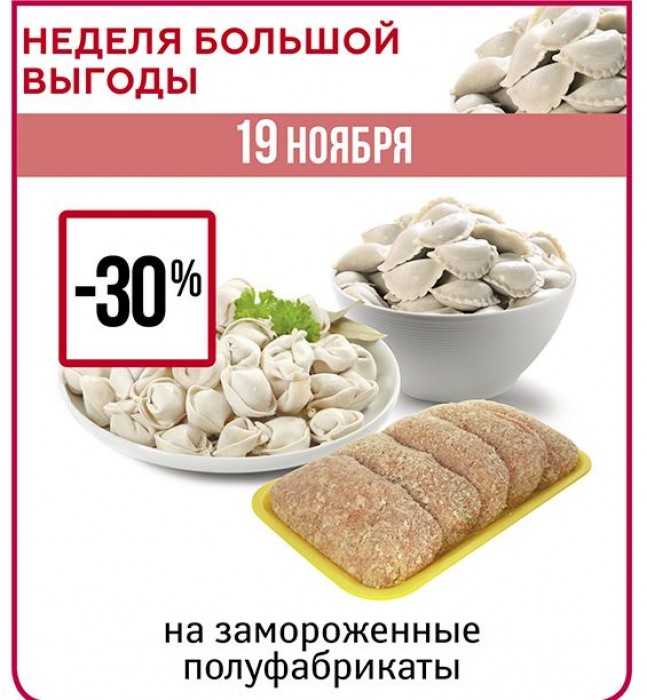 НЕДЕЛЯ БОЛЬШОЙ
ВЫГОДЫ
19 НОЯБРЯ
-30%
на замороженные
полуфабрикаты